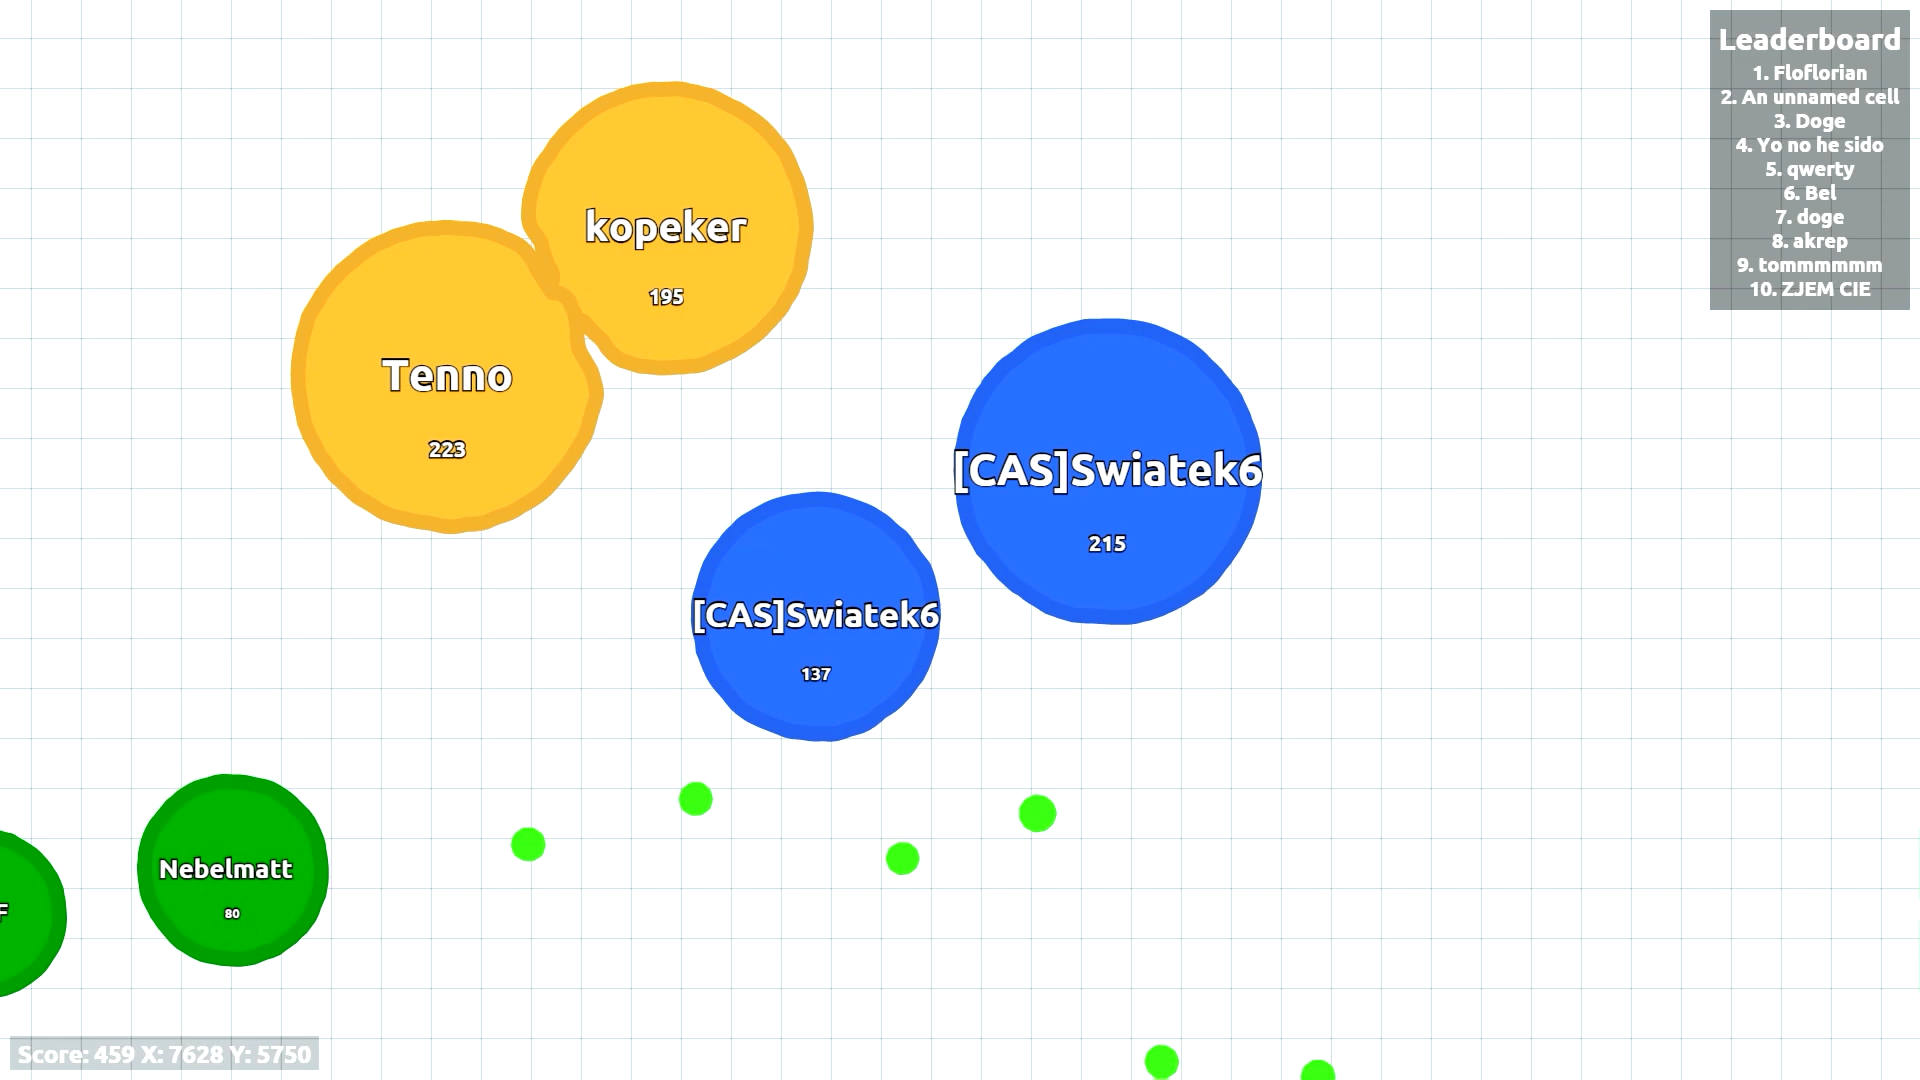 Leaderboard
1. Floflorian
2. An unnamed cell
3. Doge
4. Yo no he sido
5. qwerty
6. Bel
7. doge
8. akrep
9. tommmmmm
10. ZJEM CIE
kopeker
195
Tenno
223
[CAS]Swiatek6
215
[CAS]Swiatek6
137
Nebelmatt
80
F
Score: 459 X: 7628 Y: 5750